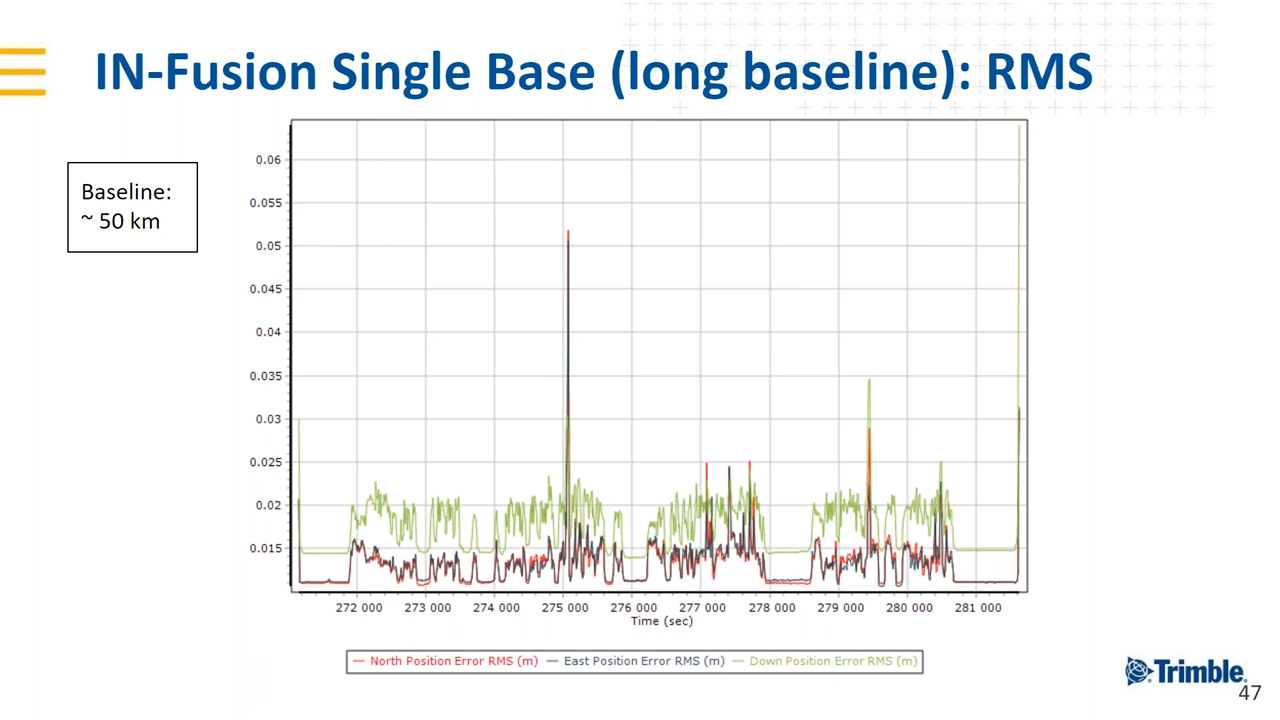 IN-Fusion Single Base (long baseline): RMS
Baseline:
~ 50 km
0.06
0.055
0.05
0.045
0.04
0.035
0.03
0.025
0.02
0.015
272 000 273 000 274 000 275 000 276 000 277 000 278 000 279 000 280 000 281 000
Time (sec)
North Position Error RMS (m) East Position Error RMS (m) Down Position Error RMS (m)
Trimble
47